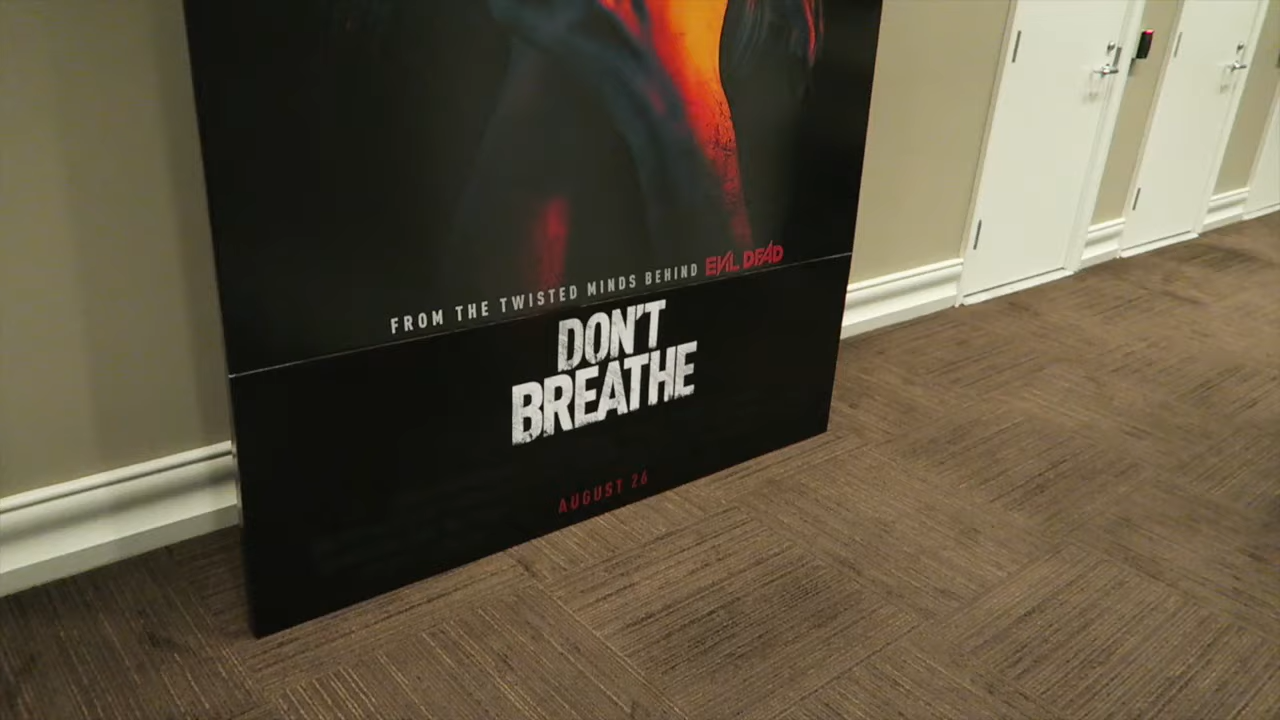 FROM THE TWISTED MINDS BEHIND EVIL DEAD
DON'T
BREATHE
AUGUST 26